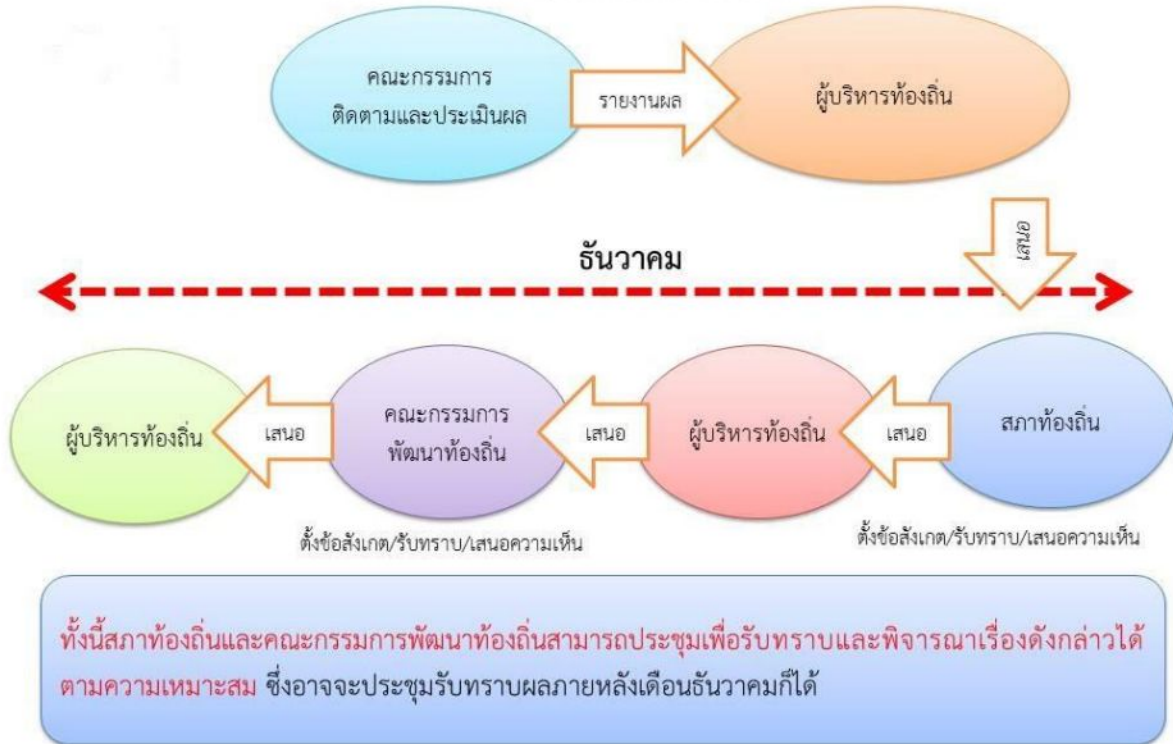 คณะกรรมการ
ติดตามและประเมินผล
รายงานผล
ผู้บริหารท้องถิ่น
เสนอ
ธันวาคม
ผู้บริหารท้องถิ่น
เสนอ
คณะกรรมการ
พัฒนาท้องถิ่น
เสนอ
ผู้บริหารท้องถิ่น
เสนอ
สภาท้องถิ่น
ตั้งข้อสังเกต/รับทราบ/เสนอความเห็น
ตั้งข้อสังเกต/รับทราบ/เสนอความเห็น
ทั้งนี้สภาท้องถิ่นและคณะกรรมการพัฒนาท้องถิ่นสามารถประชุมเพื่อรับทราบและพิจารณาเรื่องดังกล่าวได้
ตามความเหมาะสม ซึ่งอาจจะประชุมรับทราบผลภายหลังเดือนธันวาคมก็ได้